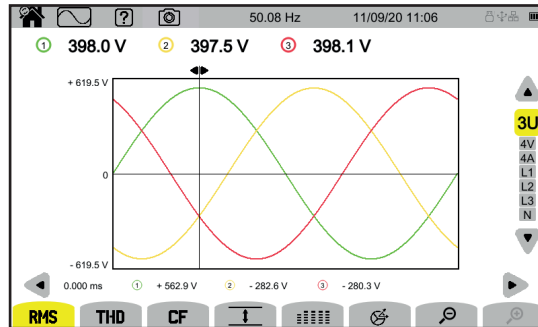 ? 50.08 Hz 11/09/20 11:06
1 398.0 V 2 397.5 V 3 398.1 V
+ 619.5 V
0
- 619.5 V
3U
4V
4A
L1
L2
L3
N
0.000 ms 1 + 562.9 V 2 - 282.6 V 3 - 280.3 V
RMS THD CF